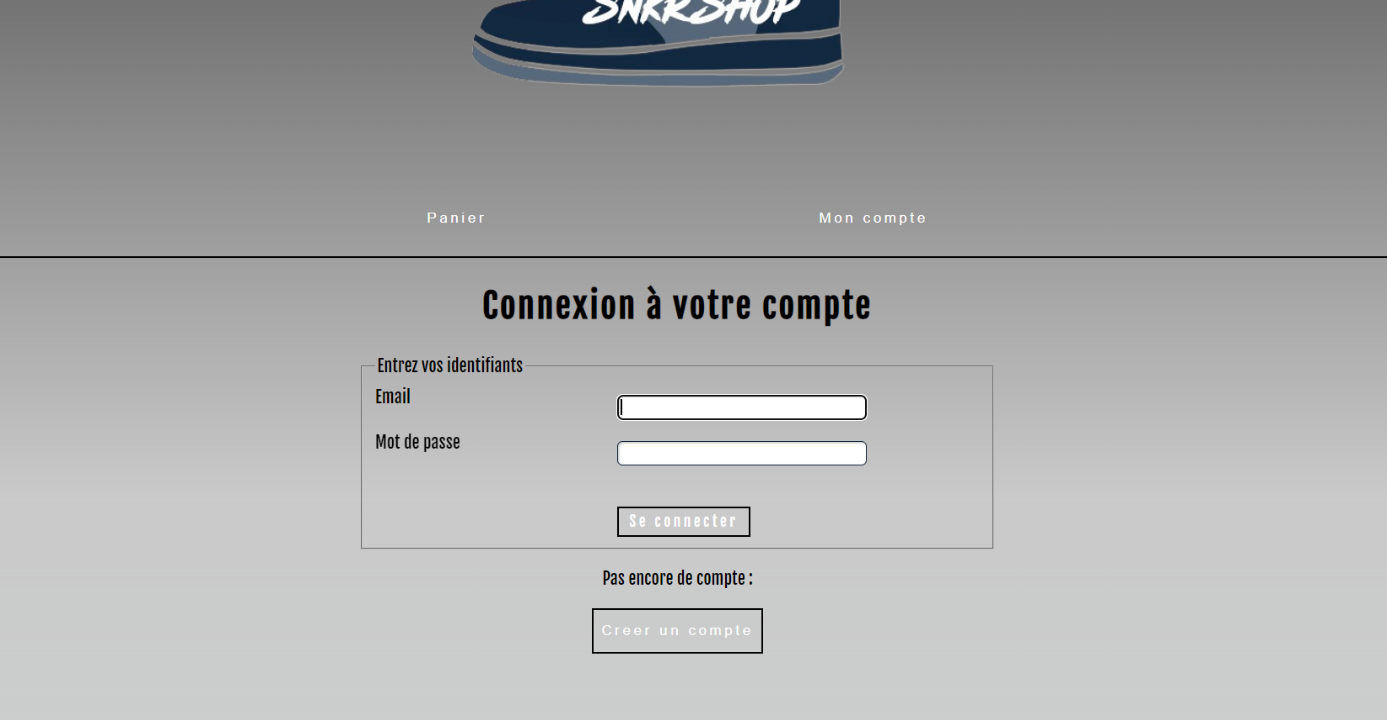 SNKRSHOP
Panier
Mon compte
Connexion à votre compte
Entrez vos identifiants
Email
Mot de passe
Se connecter
Pas encore de compte :
Creer un compte